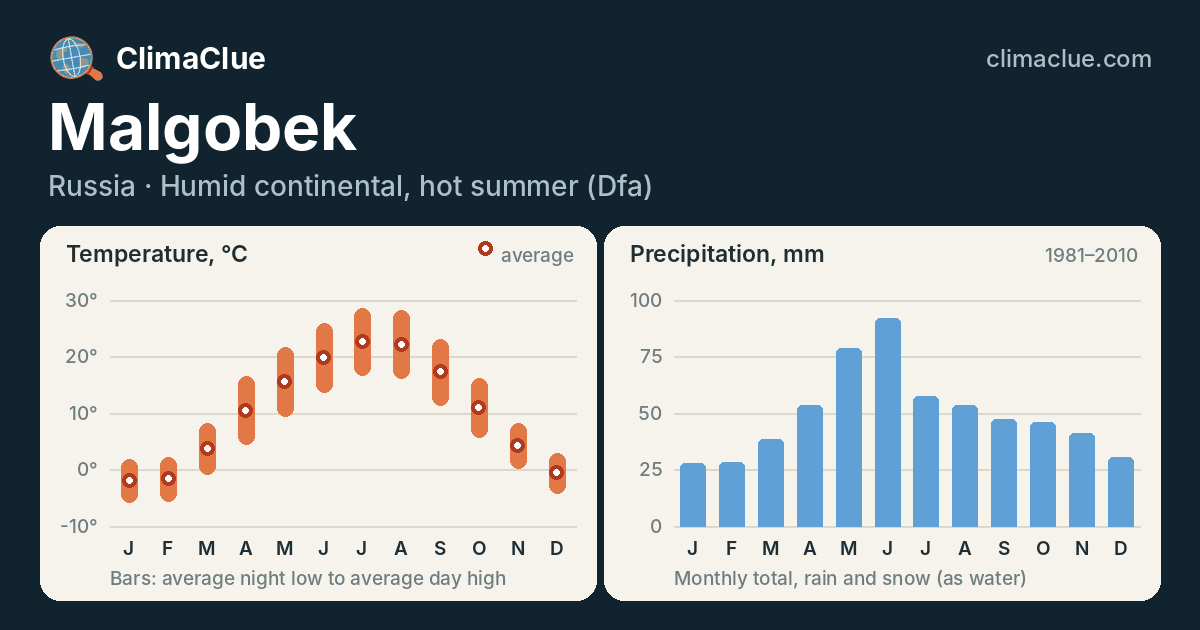 ClimaClue
climaclue.com
Malgobek
Russia · Humid continental, hot summer (Dfa)
Temperature, °C
average
30°
20°
10°
0°
-10°
J F M A M J J A S O N D
Bars: average night low to average day high
Precipitation, mm
1981–2010
100
75
50
25
0
J F M A M J J A S O N D
Monthly total, rain and snow (as water)